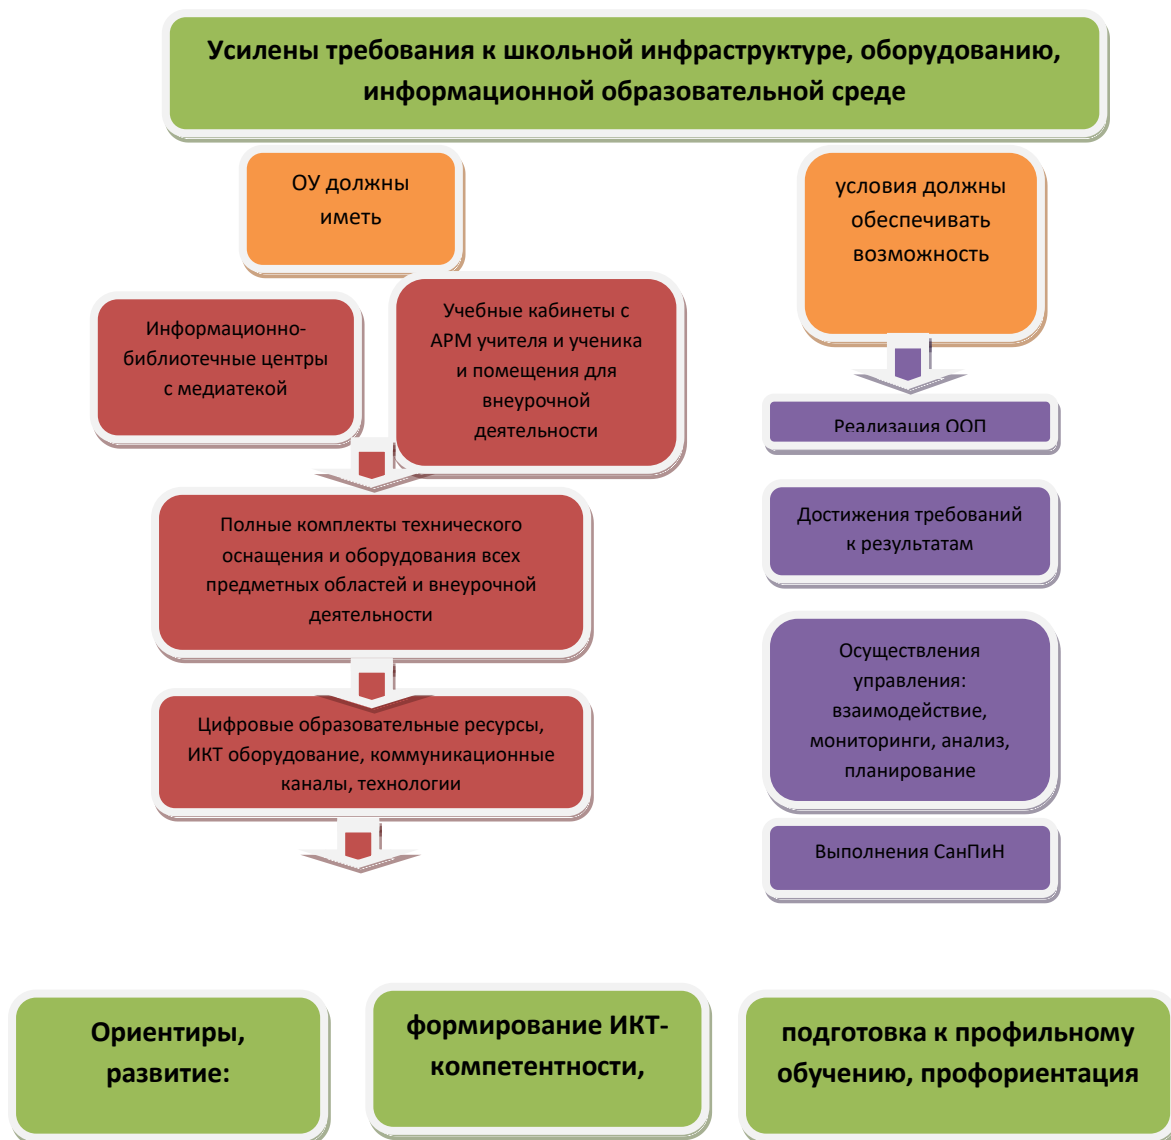 Усилены требования к школьной инфраструктуре, оборудованию,
информационной образовательной среде
ОУ должны
иметь
условия должны
обеспечивать
возможность
Информационно-
библиотечные центры
с медиатекой
Учебные кабинеты с
АРМ учителя и ученика
и помещения для
внеурочной
деятельности
Полные комплекты технического
оснащения и оборудования всех
предметных областей и внеурочной
деятельности
Цифровые образовательные ресурсы,
ИКТ оборудование, коммуникационные
каналы, технологии
Реализация ООП
Достижения требований
к результатам
Осуществления
управления:
взаимодействие,
мониторинги, анализ,
планирование
Выполнения СанПиН
Ориентиры,
развитие:
формирование ИКТ-
компетентности,
подготовка к профильному
обучению, профориентация